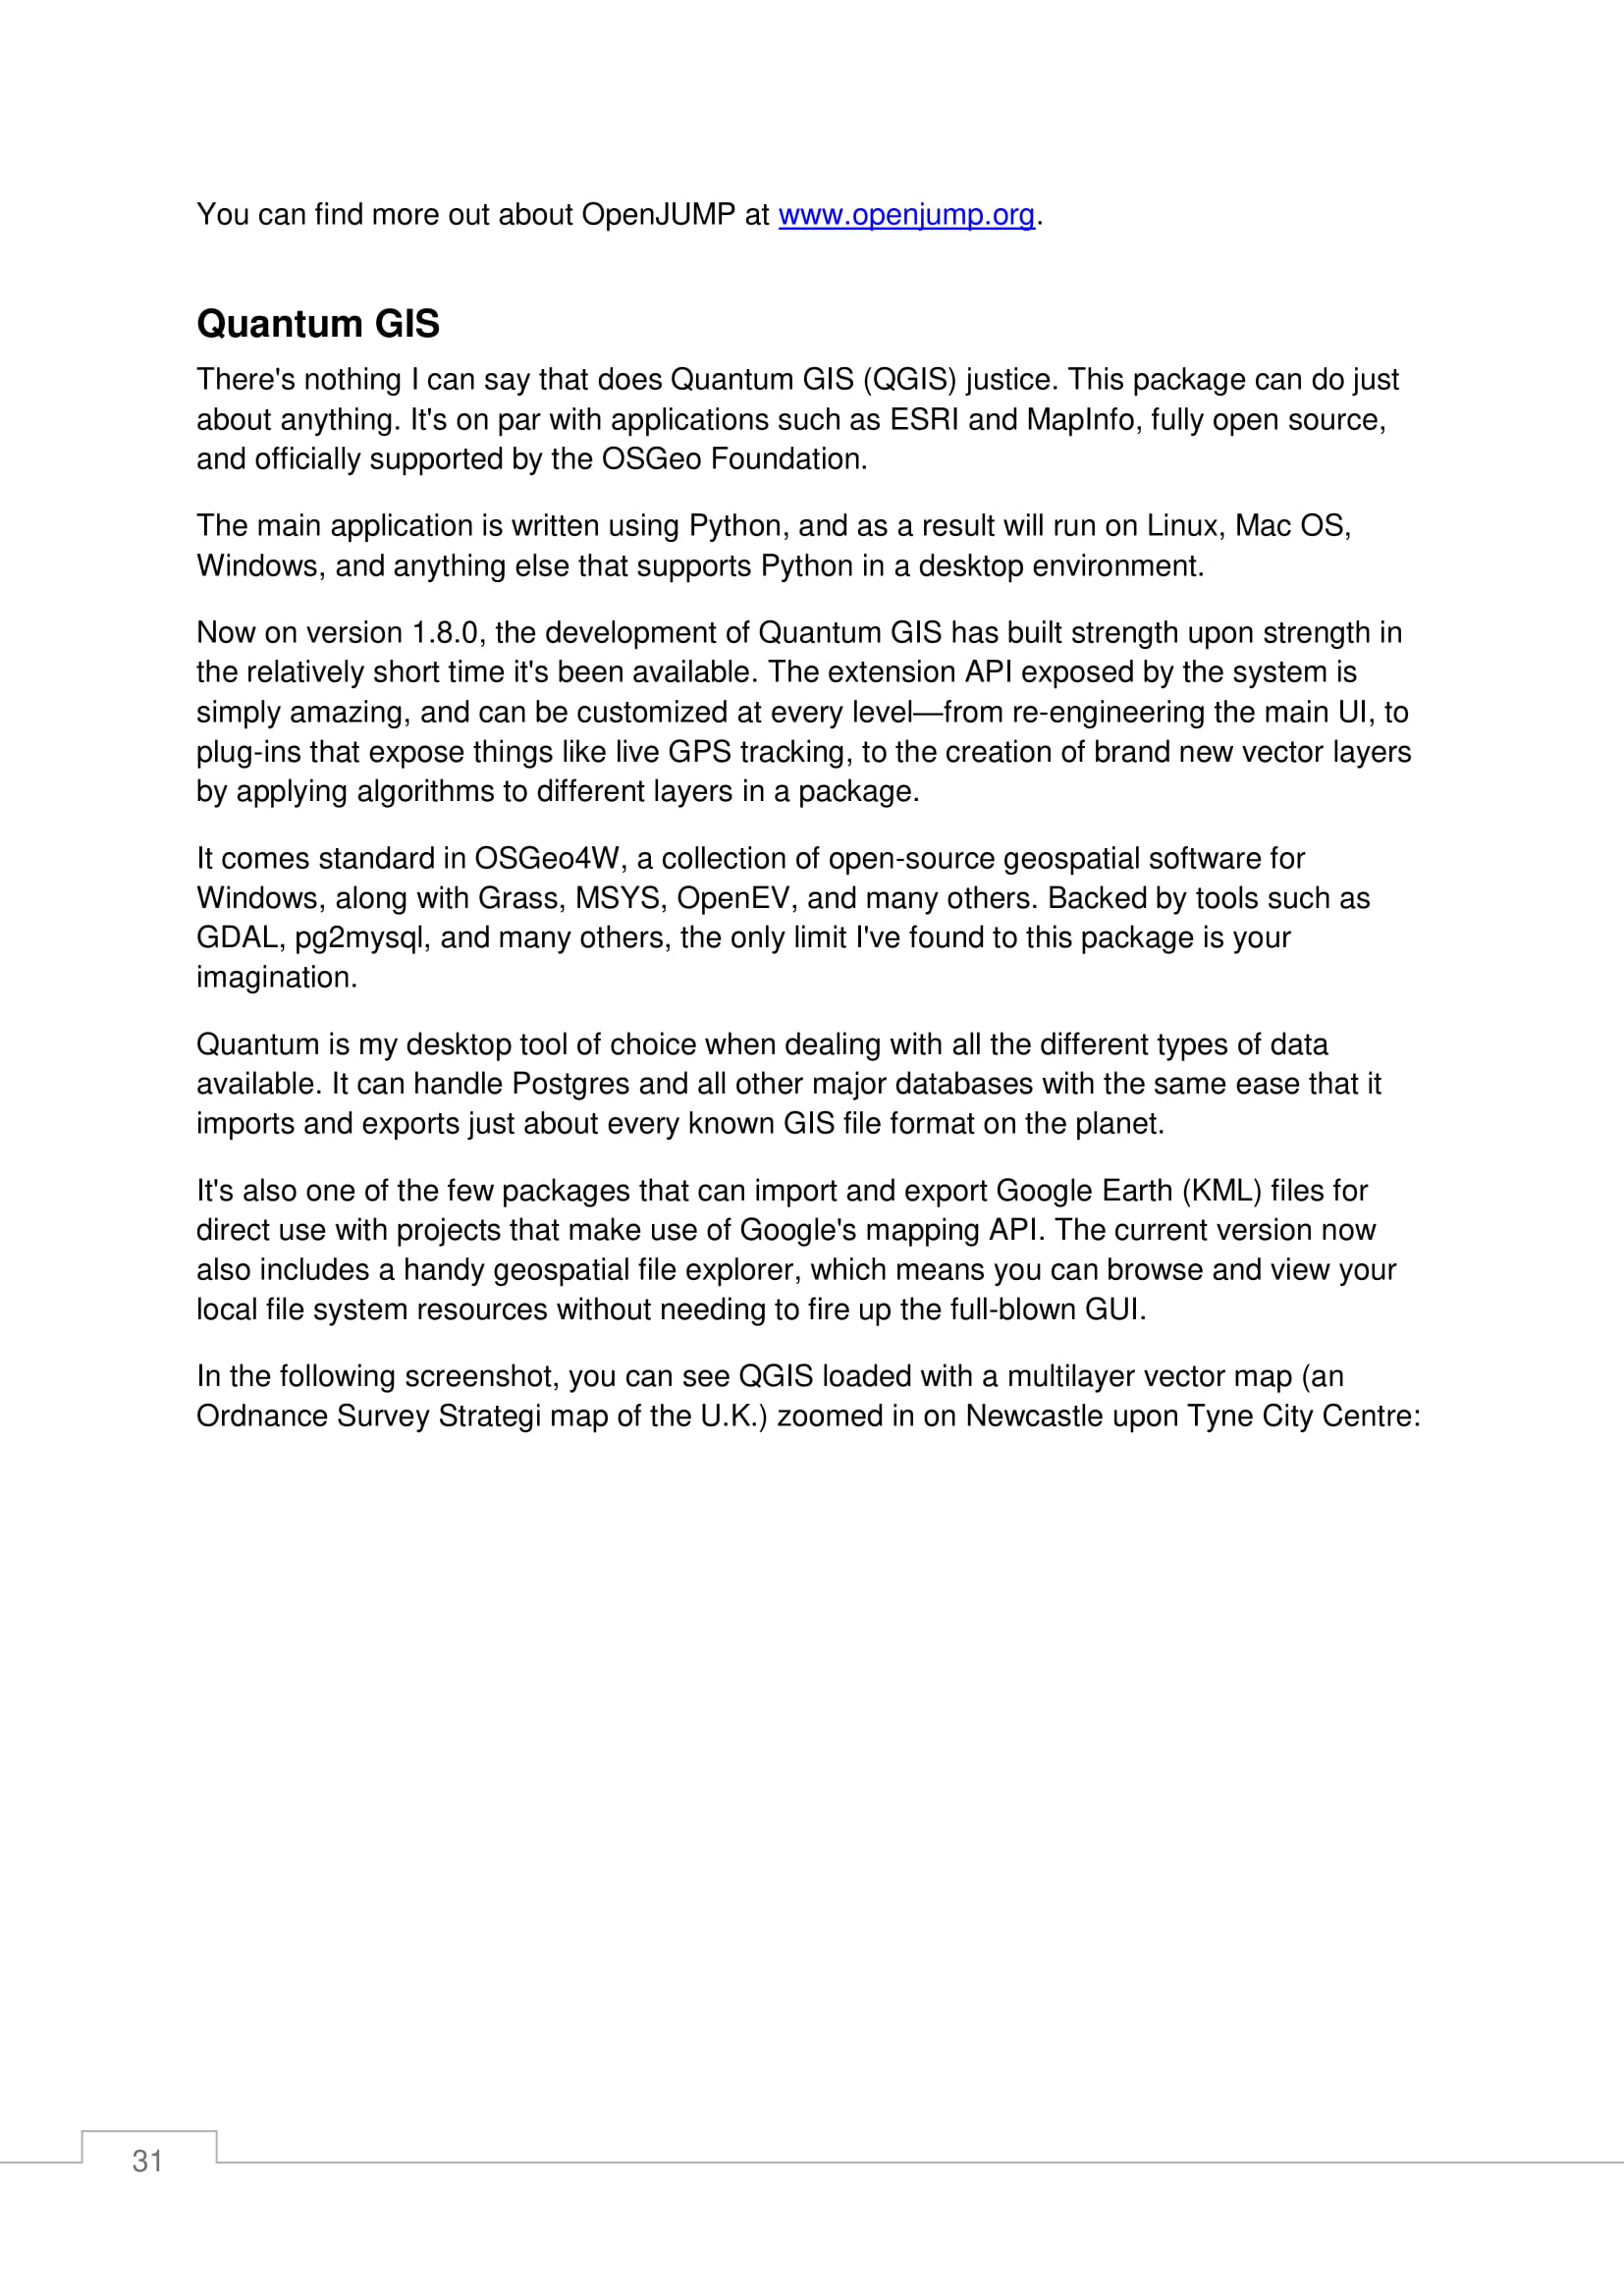 You can find more out about OpenJUMP at www.openjump.org.
Quantum GIS
There's nothing I can say that does Quantum GIS (QGIS) justice. This package can do just
about anything. It's on par with applications such as ESRI and MapInfo, fully open source,
and officially supported by the OSGeo Foundation.
The main application is written using Python, and as a result will run on Linux, Mac OS,
Windows, and anything else that supports Python in a desktop environment.
Now on version 1.8.0, the development of Quantum GIS has built strength upon strength in
the relatively short time it's been available. The extension API exposed by the system is
simply amazing, and can be customized at every level—from re-engineering the main UI, to
plug-ins that expose things like live GPS tracking, to the creation of brand new vector layers
by applying algorithms to different layers in a package.
It comes standard in OSGeo4W, a collection of open-source geospatial software for
Windows, along with Grass, MSYS, OpenEV, and many others. Backed by tools such as
GDAL, pg2mysql, and many others, the only limit I've found to this package is your
imagination.
Quantum is my desktop tool of choice when dealing with all the different types of data
available. It can handle Postgres and all other major databases with the same ease that it
imports and exports just about every known GIS file format on the planet.
It's also one of the few packages that can import and export Google Earth (KML) files for
direct use with projects that make use of Google's mapping API. The current version now
also includes a handy geospatial file explorer, which means you can browse and view your
local file system resources without needing to fire up the full-blown GUI.
In the following screenshot, you can see QGIS loaded with a multilayer vector map (an
Ordnance Survey Strategi map of the U.K.) zoomed in on Newcastle upon Tyne City Centre:
31